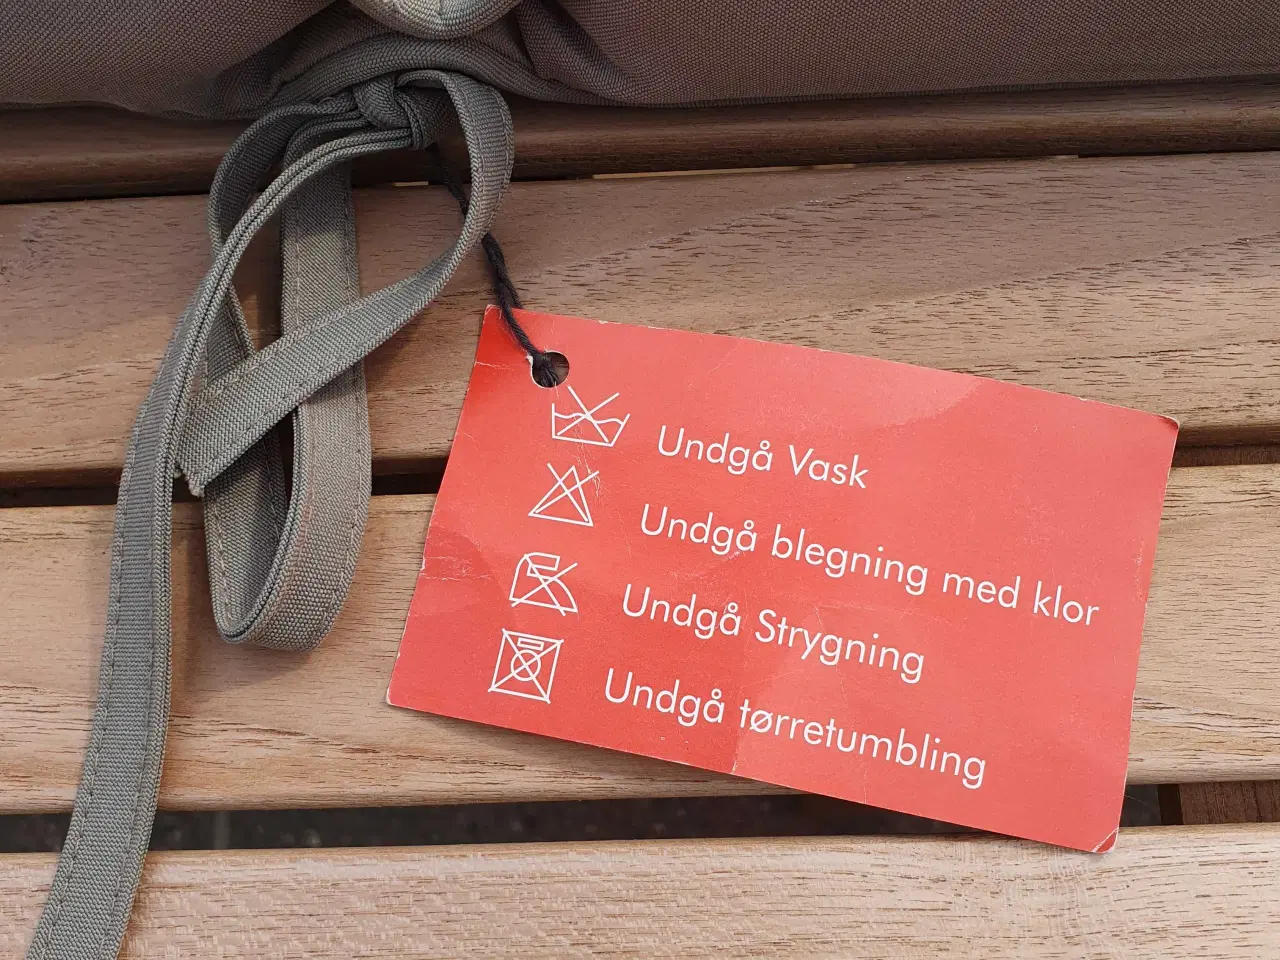 Undgå Vask
Undgå blegning med klor
Undgå Strygning
Undgå tørretumbling